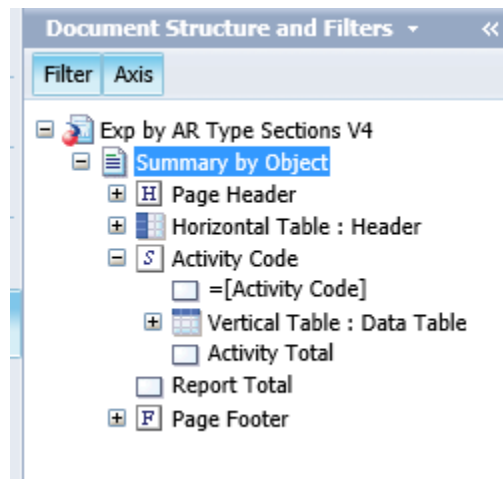 Document Structure and Filters
Filter Axis
Exp by AR Type Sections V4
Summary by Object
H Page Header
Horizontal Table : Header
S Activity Code
=[Activity Code]
Vertical Table : Data Table
Activity Total
Report Total
F Page Footer